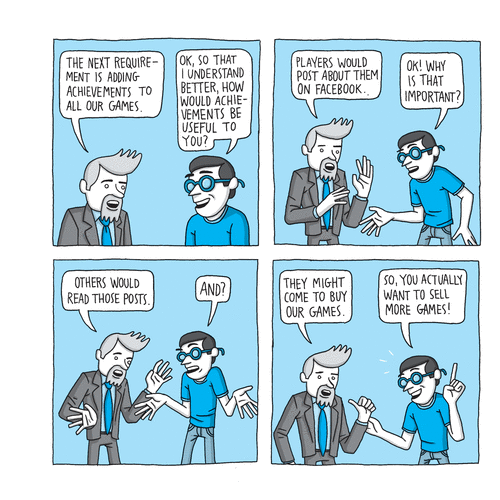 THE NEXT REQUIRE-
MENT IS ADDING
ACHIEVEMENTS TO
ALL OUR GAMES.
OK, SO THAT
I UNDERSTAND
BETTER, HOW
WOULD ACHIE-
VEMENTS BE
USEFUL TO
YOU?
PLAYERS WOULD
POST ABOUT THEM
ON FACEBOOK..
OK! WHY
IS THAT
IMPORTANT?
OTHERS WOULD
READ THOSE POSTS.
AND?
THEY MIGHT
COME TO BUY
OUR GAMES.
SO, YOU ACTUALLY
WANT TO SELL
MORE GAMES!